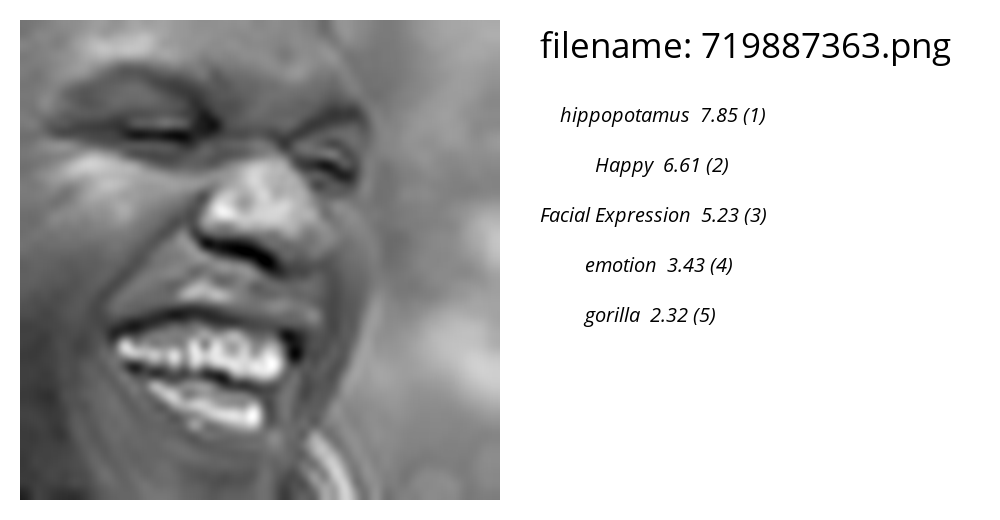 filename: 719887363.png
hippopotamus 7.85 (1)
Happy 6.61 (2)
Facial Expression 5.23 (3)
emotion 3.43 (4)
gorilla 2.32 (5)